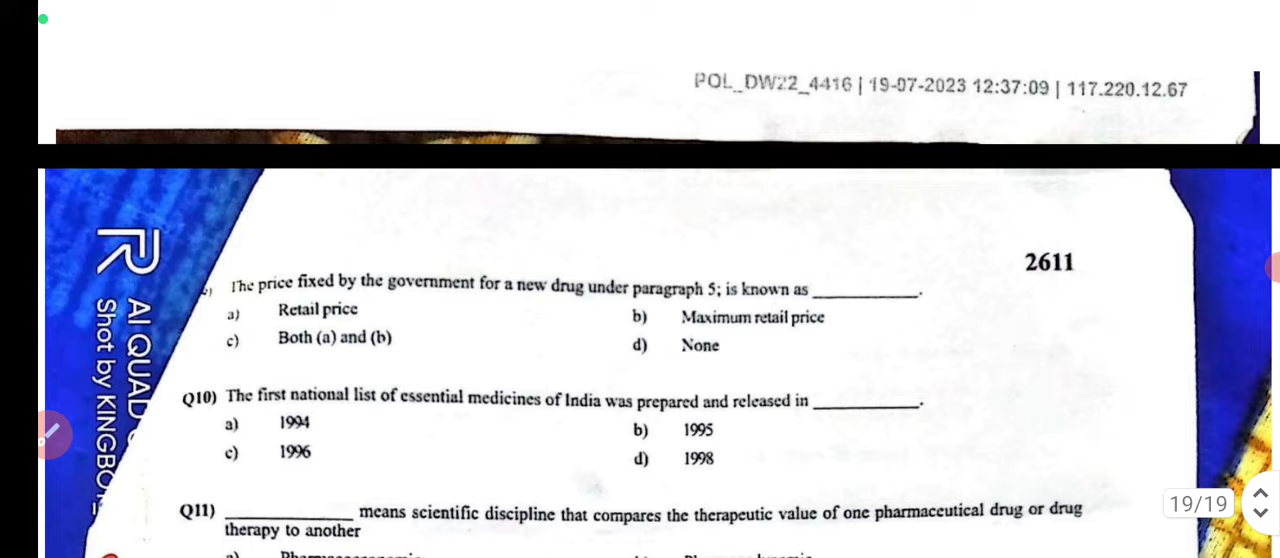 POL_DW22_4416 | 19-07-2023 12:37:09 | 117.220.12.67
2611
The price fixed by the government for a new drug under paragraph 5; is known as __________.
a) Retail price b) Maximum retail price
c) Both (a) and (b) d) None
Q10) The first national list of essential medicines of India was prepared and released in __________.
a) 1994 b) 1995
c) 1996 d) 1998
Q11) ____________ means scientific discipline that compares the therapeutic value of one pharmaceutical drug or drug
therapy to another
R
AI QUAD
Shot by KINGBO
19/19